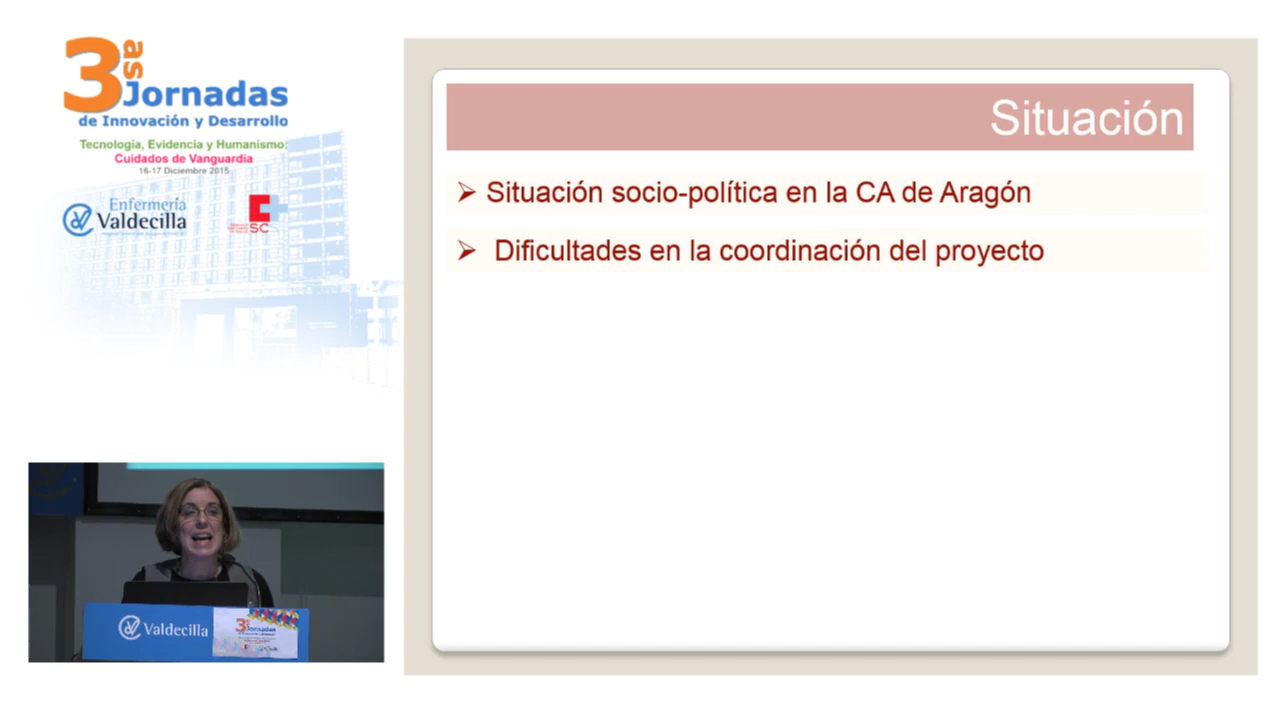 3as Jornadas
de Innovación y Desarrollo
Tecnología, Evidencia y Humanismo:
Cuidados de Vanguardia
16-17 Diciembre 2015
Enfermería
Valdecilla
SC
Situación
➢ Situación socio-política en la CA de Aragón
➢ Dificultades en la coordinación del proyecto
Valdecilla
3as Jornadas